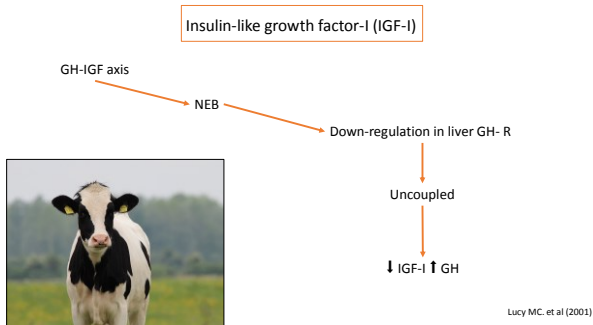 Insulin-like growth factor-I (IGF-I)
GH-IGF axis
NEB
Down-regulation in liver GH- R
Uncoupled
⬇ IGF-I ⬆ GH
Lucy MC. et al (2001)